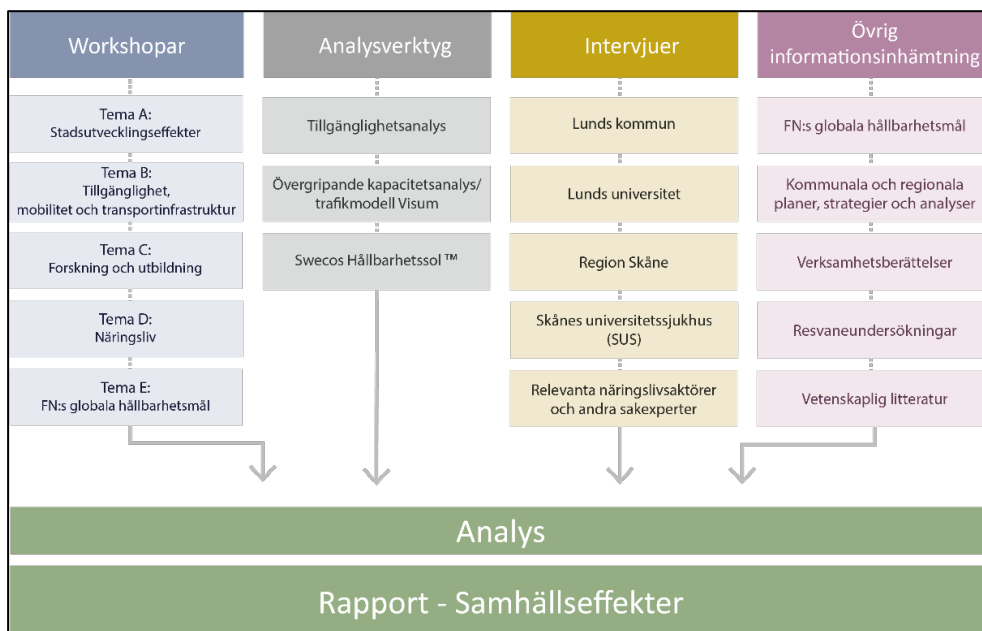 Workshopar
Tema A:
Stadsutvecklingseffekter
Tema B:
Tillgänglighet,
mobilitet och transportinfrastruktur
Tema C:
Forskning och utbildning
Tema D:
Näringsliv
Tema E:
FN:s globala hållbarhetsmål
Analysverktyg
Tillgänglighetsanalys
Övergripande kapacitetsanalys/
trafikmodell Visum
Swecos Hållbarhetssol ™
Intervjuer
Lunds kommun
Lunds universitet
Region Skåne
Skånes universitetssjukhus
(SUS)
Relevanta näringslivsaktörer
och andra sakexperter
Övrig
informationsinhämtning
FN:s globala hållbarhetsmål
Kommunala och regionala
planer, strategier och analyser
Verksamhetsberättelser
Resvaneundersökningar
Vetenskaplig litteratur
Analys
Rapport - Samhällseffekter